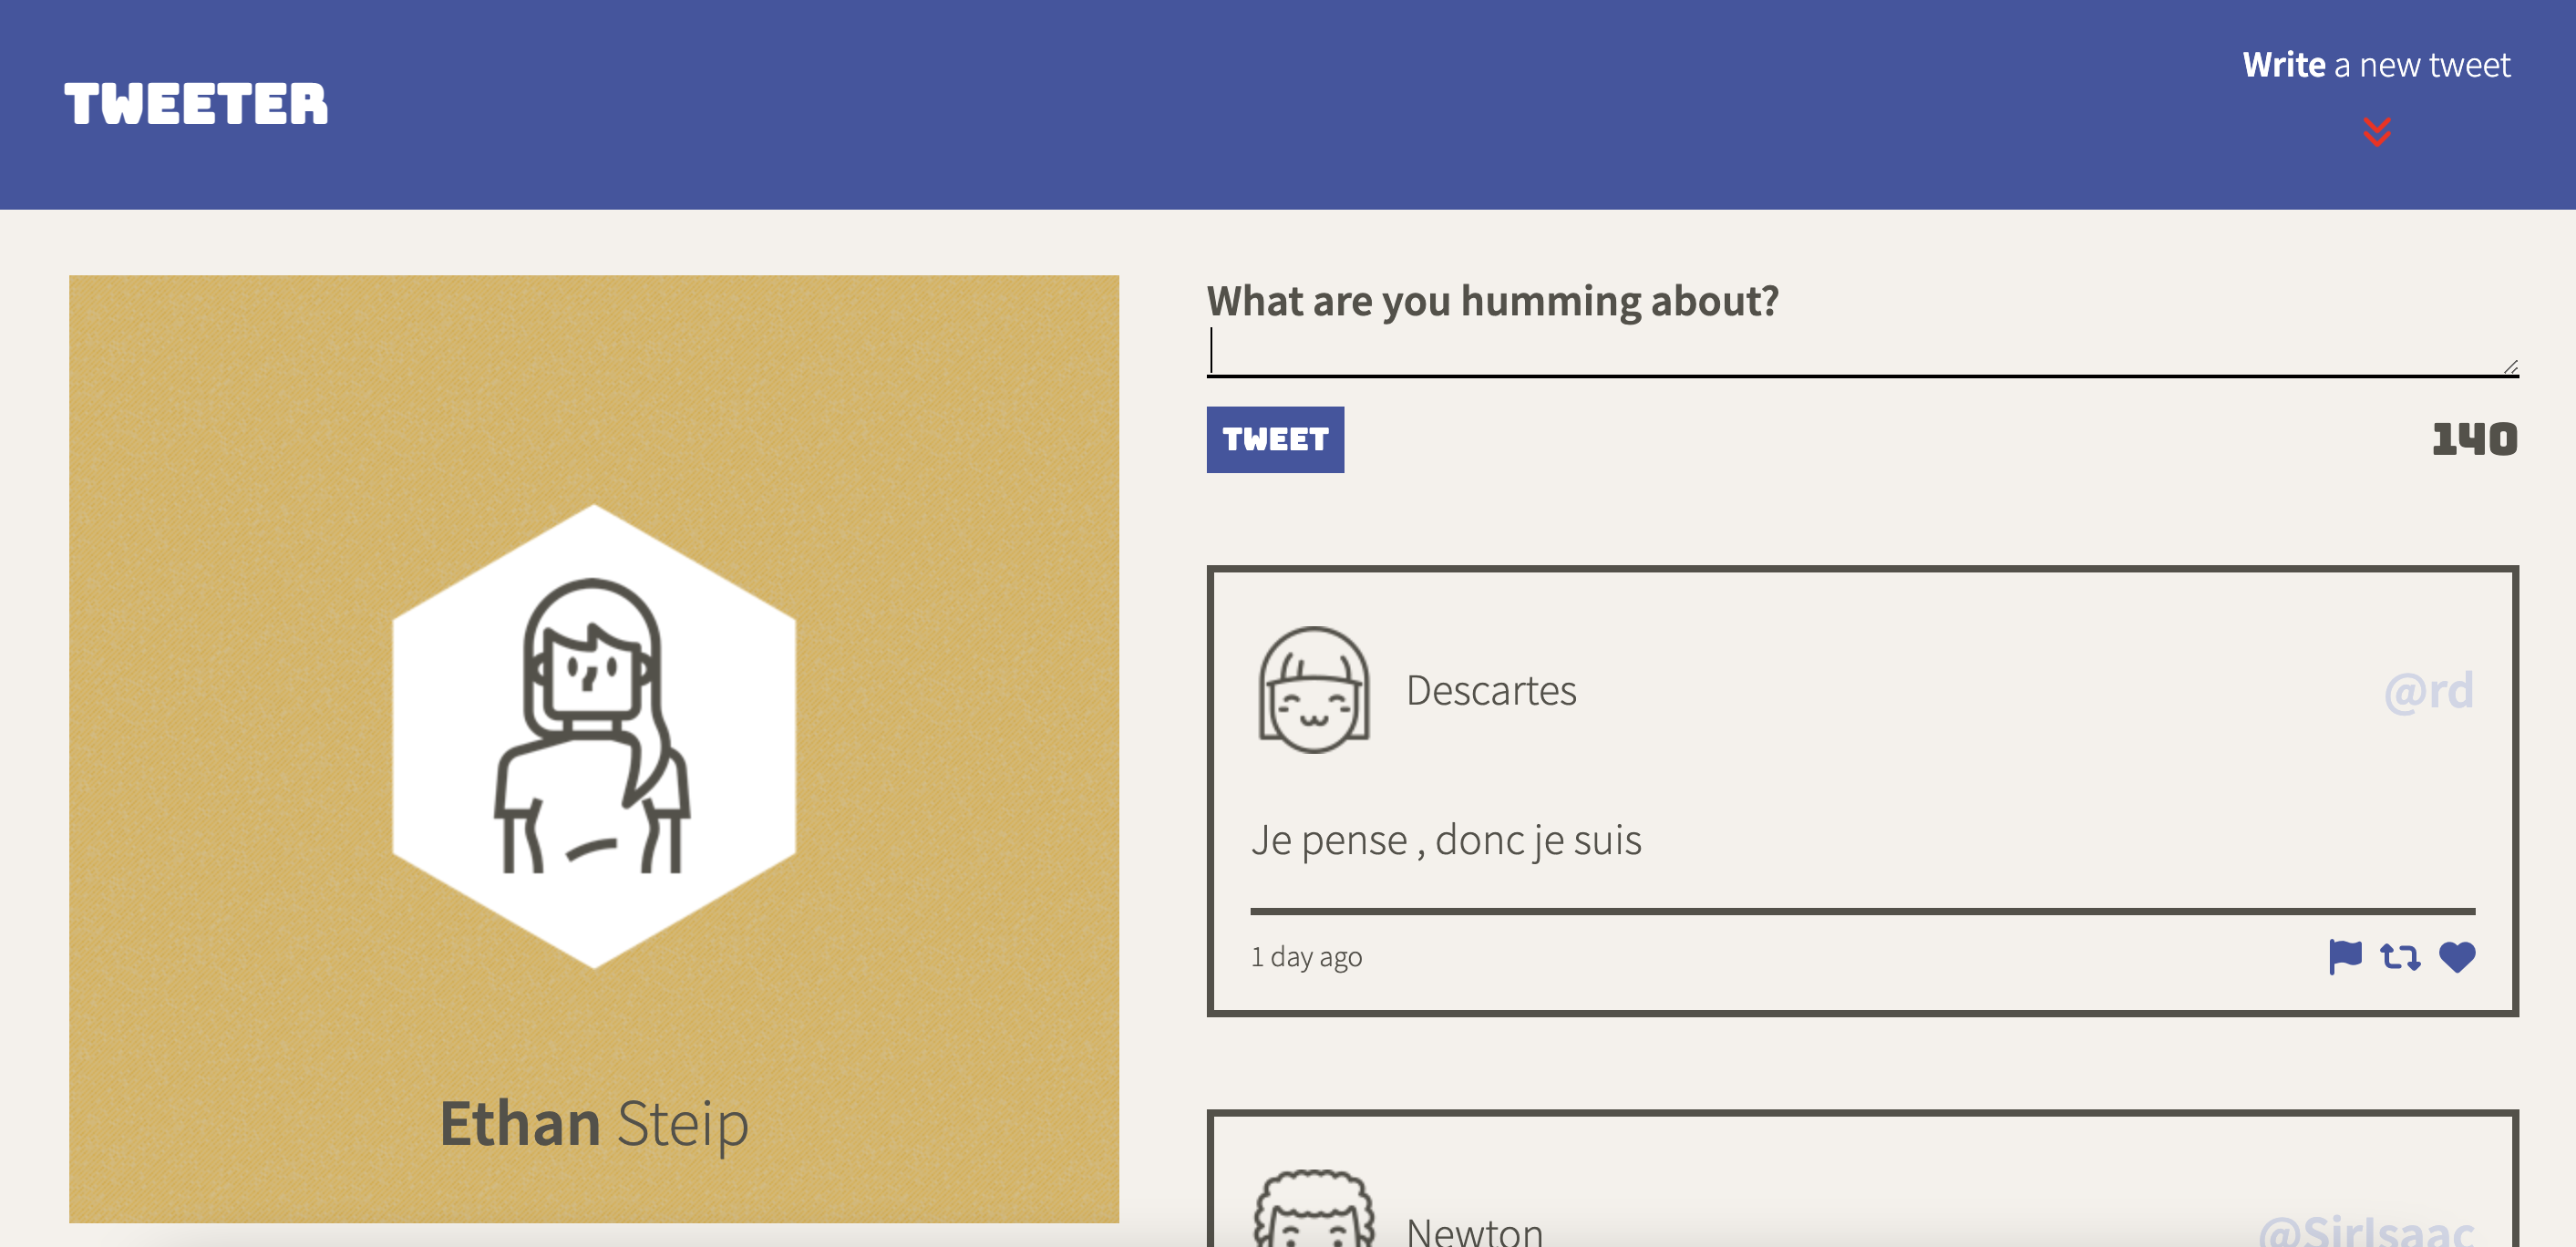 TWEETER
Write a new tweet
Ethan Steip
What are you humming about?
TWEET
140
Descartes
@rd
Je pense , donc je suis
1 day ago
Newton
@SirIsaac